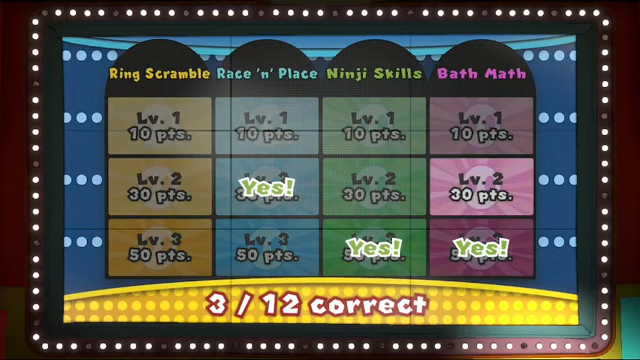 Ring Scramble Race 'n' Place Ninji Skills Bath Math
Lv. 1 Lv. 1 Lv. 1 Lv. 1
10 pts. 10 pts. 10 pts. 10 pts.
Lv. 2 Yes! Lv. 2 Lv. 2
30 pts. 30 pts. 30 pts.
Lv. 3 Lv. 3 Yes! Yes!
50 pts. 50 pts.
3 / 12 correct